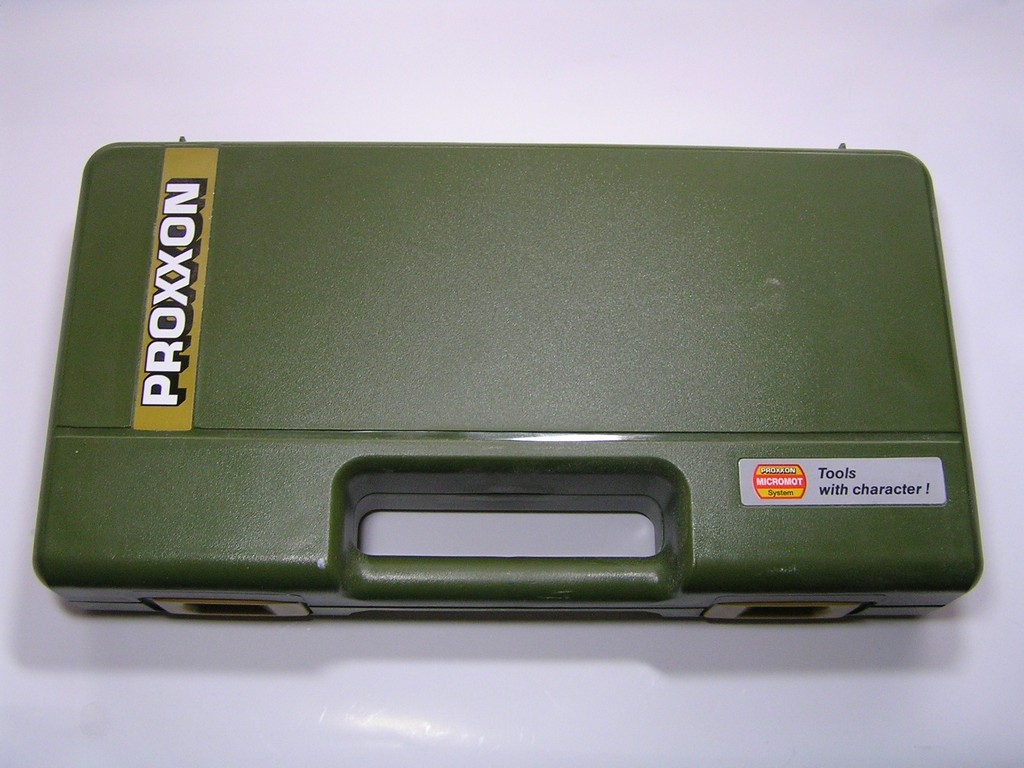 PROXXON
PROXXON
MICROMOT
System
Tools
with character !